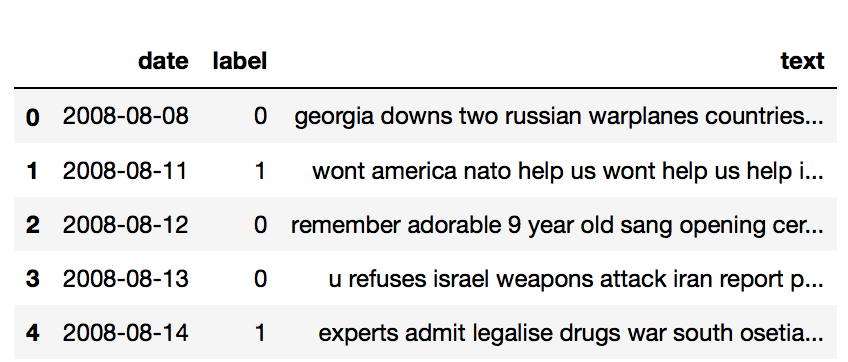 date label text
0 2008-08-08 0 georgia downs two russian warplanes countries...
1 2008-08-11 1 wont america nato help us wont help us help i...
2 2008-08-12 0 remember adorable 9 year old sang opening cer...
3 2008-08-13 0 u refuses israel weapons attack iran report p...
4 2008-08-14 1 experts admit legalise drugs war south osetia...